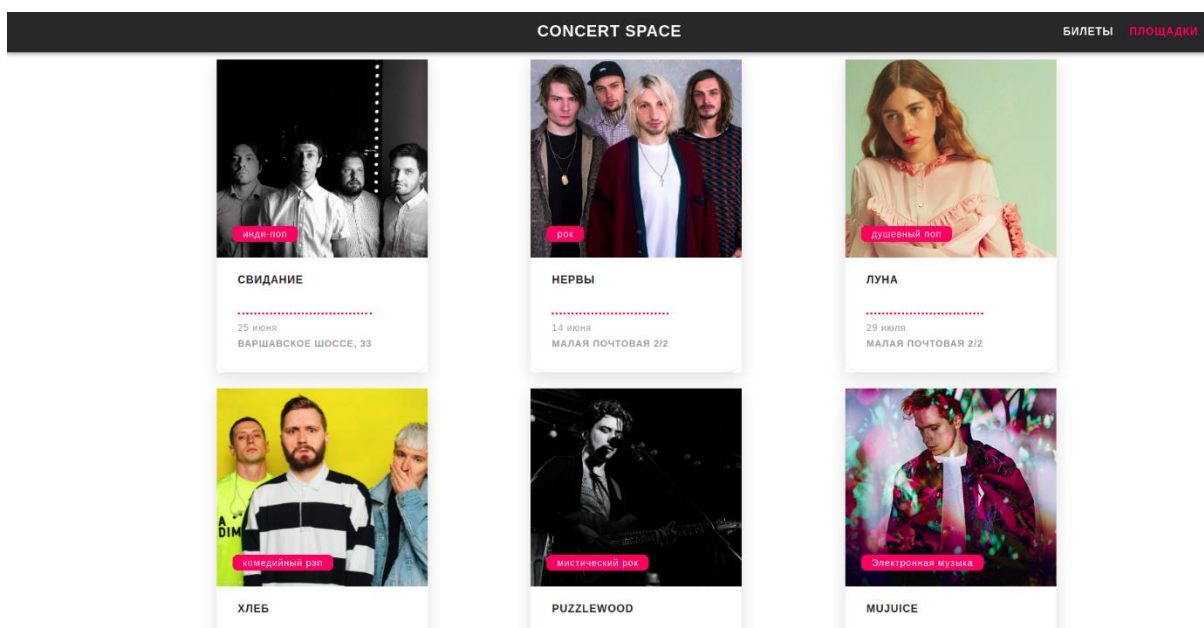 CONCERT SPACE
БИЛЕТЫ ПЛОЩАДКИ
инди-поп
СВИДАНИЕ
25 июня
ВАРШАВСКОЕ ШОССЕ, 33
рок
НЕРВЫ
14 июня
МАЛАЯ ПОЧТОВАЯ 2/2
душевный поп
ЛУНА
29 июля
МАЛАЯ ПОЧТОВАЯ 2/2
комедийный рэп
ХЛЕБ
мистический рок
PUZZLEWOOD
Электронная музыка
MUJUICE